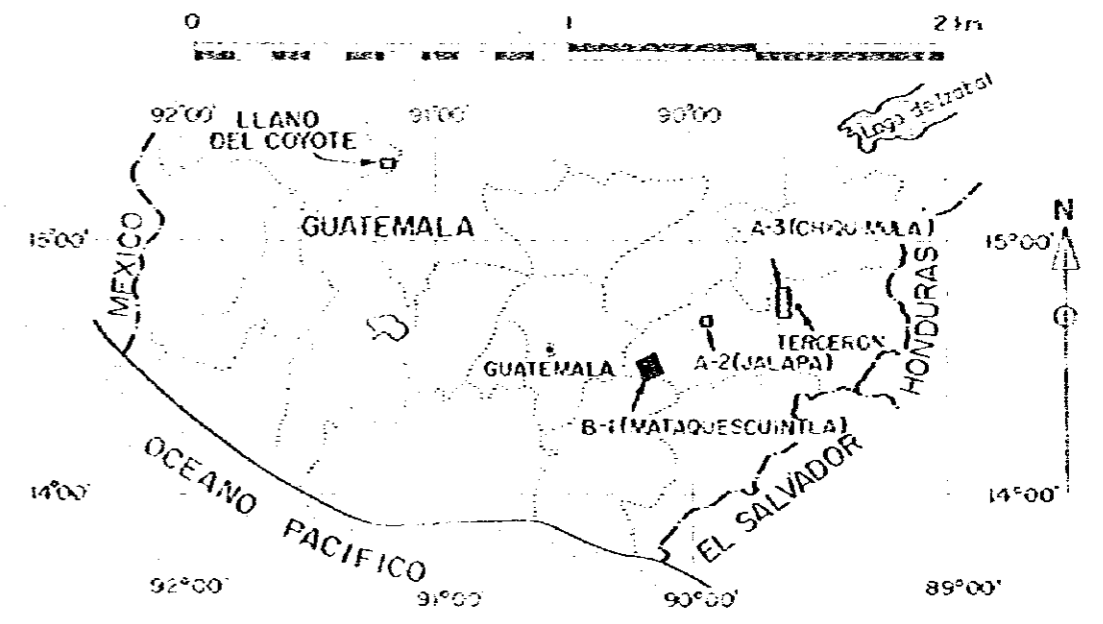 0 1
92°00' 91°00' 90°00'
Lago de Izabal
LLANO
DEL COYOTE
GUATEMALA
A-3(CHIQUIMULA)
N
15°00'
15°00'
MEXICO
HONDURAS
TERCERON
GUATEMALA
A-2(JALAPA)
B-1(MATAQUESCUINTLA)
14°00'
14°00'
OCEANO PACIFICO
EL SALVADOR
92°00'
91°00'
90°00'
89°00'